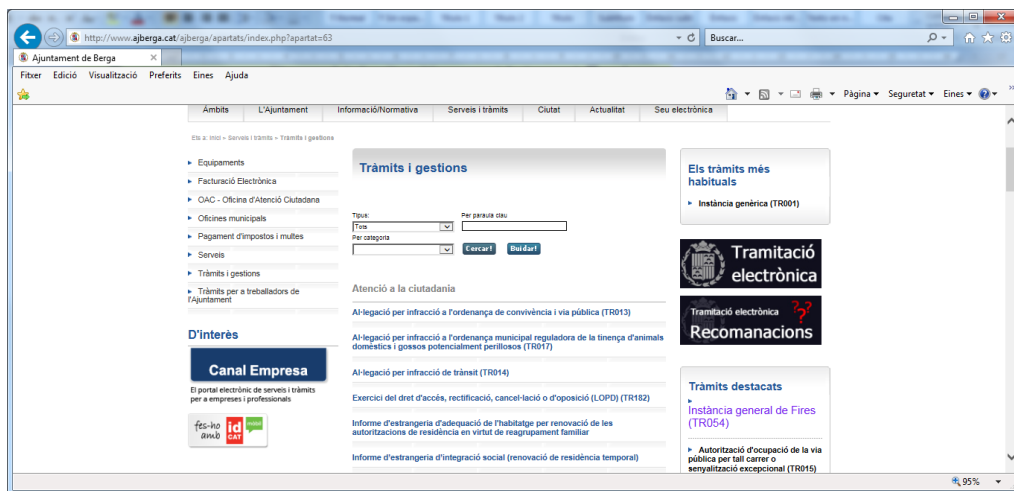 http://www.ajberga.cat/ajberga/apartats/index.php?apartat=63
Buscar...
Ajuntament de Berga
Fitxer Edició Visualització Preferits Eines Ajuda
Pàgina Seguretat Eines
Àmbits L'Ajuntament Informació/Normativa Serveis i tràmits Ciutat Actualitat Seu electrònica
Ets a: Inici > Serveis i tràmits > Tràmits i gestions
Equipaments
Facturació Electrònica
OAC - Oficina d'Atenció Ciutadana
Oficines municipals
Pagament d'impostos i multes
Serveis
Tràmits i gestions
Tràmits per a treballadors de
l'Ajuntament
D'interès
Canal Empresa
El portal electrònic de serveis i tràmits
per a empreses i professionals
fes-ho
amb
id
CAT
Tràmits i gestions
Tipus:
Per paraula clau:
Tots
Per categoria
Cercar!
Buidar!
Atenció a la ciutadania
Al·legació per infracció a l'ordenança de convivència i via pública (TR013)
Al·legació per infracció a l'ordenança municipal reguladora de la tinença d'animals
domèstics i gossos potencialment perillosos (TR017)
Al·legació per infracció de trànsit (TR014)
Exercici del dret d'accés, rectificació, cancel·lació o d'oposició (LOPD) (TR182)
Informe d'estrangeria d'adequació de l'habitatge per renovació de les
autoritzacions de residència en virtut de reagrupament familiar
Informe d'estrangeria d'integració social (renovació de residència temporal)
Els tràmits més
habituals
Instància genèrica (TR001)
Tramitació
electrònica
Tramitació electrònica ??
Recomanacions
Tràmits destacats
Instància general de Fires
(TR054)
Autorització d'ocupació de la via
pública per tall carrer o
senyalització excepcional (TR015)
95%